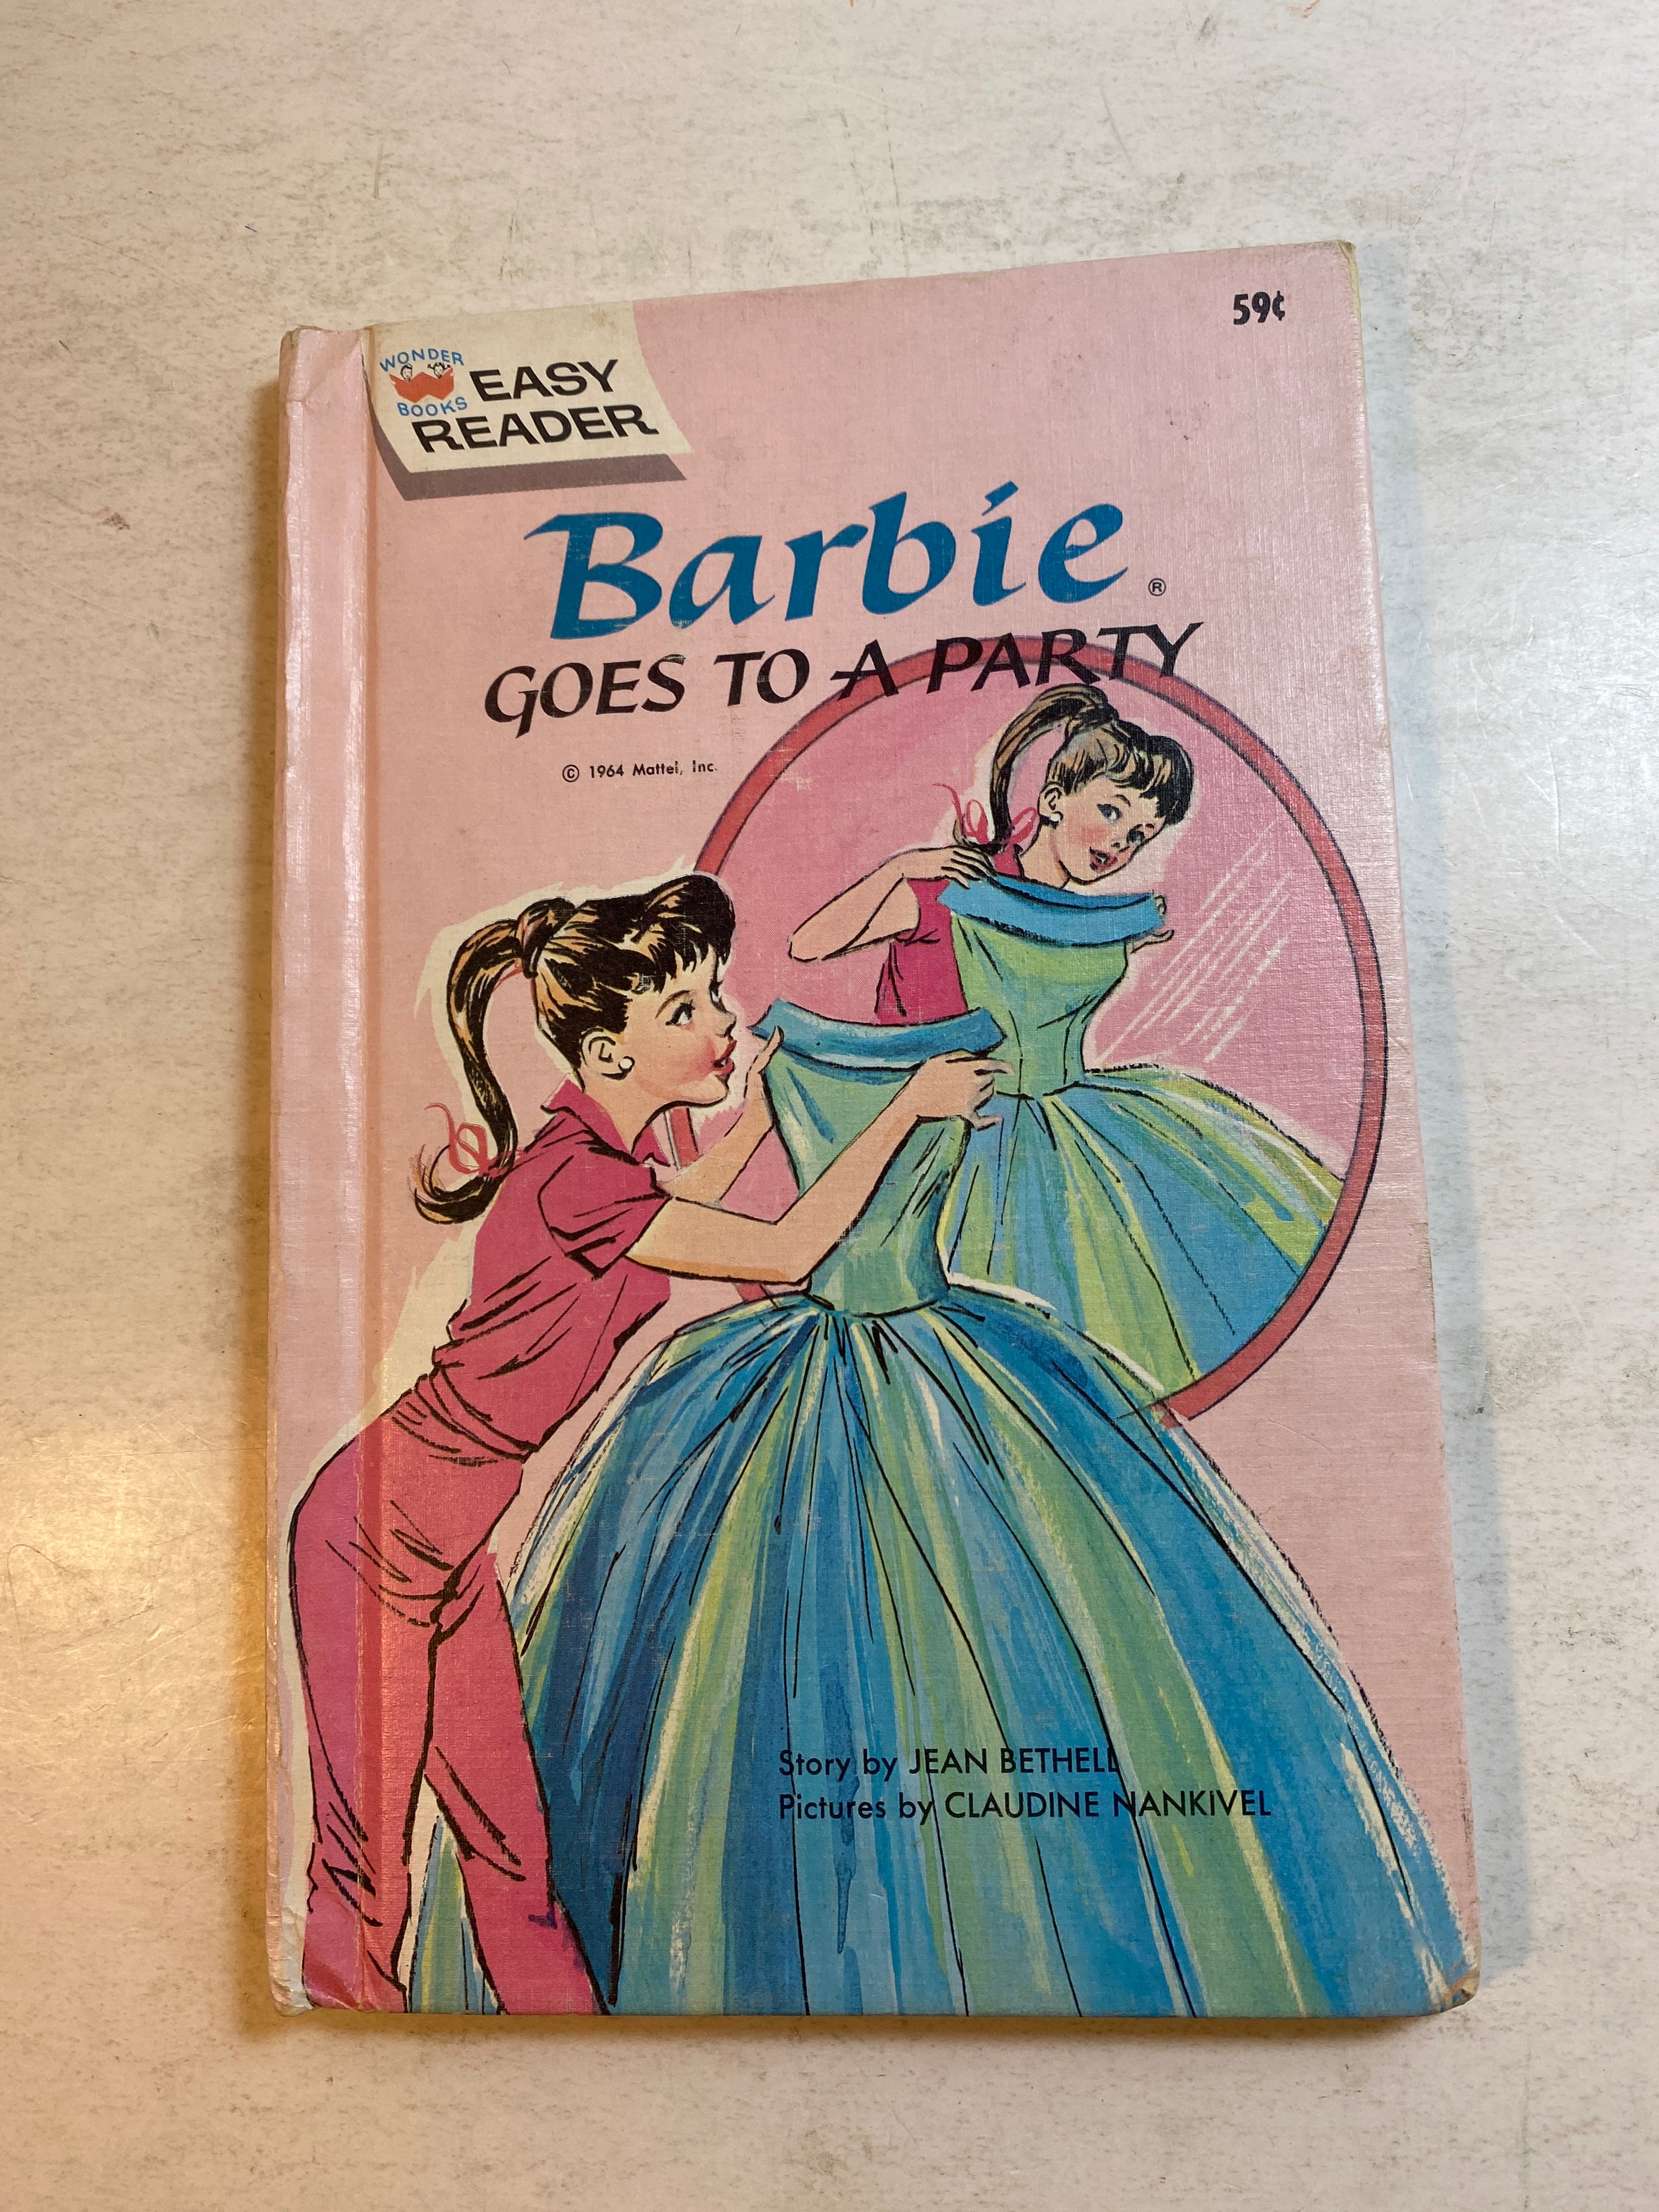 59¢
WONDER
BOOKS
EASY
READER
Barbie ®
GOES TO A PARTY
© 1964 Mattel, Inc.
Story by JEAN BETHELL
Pictures by CLAUDINE NANKIVEL